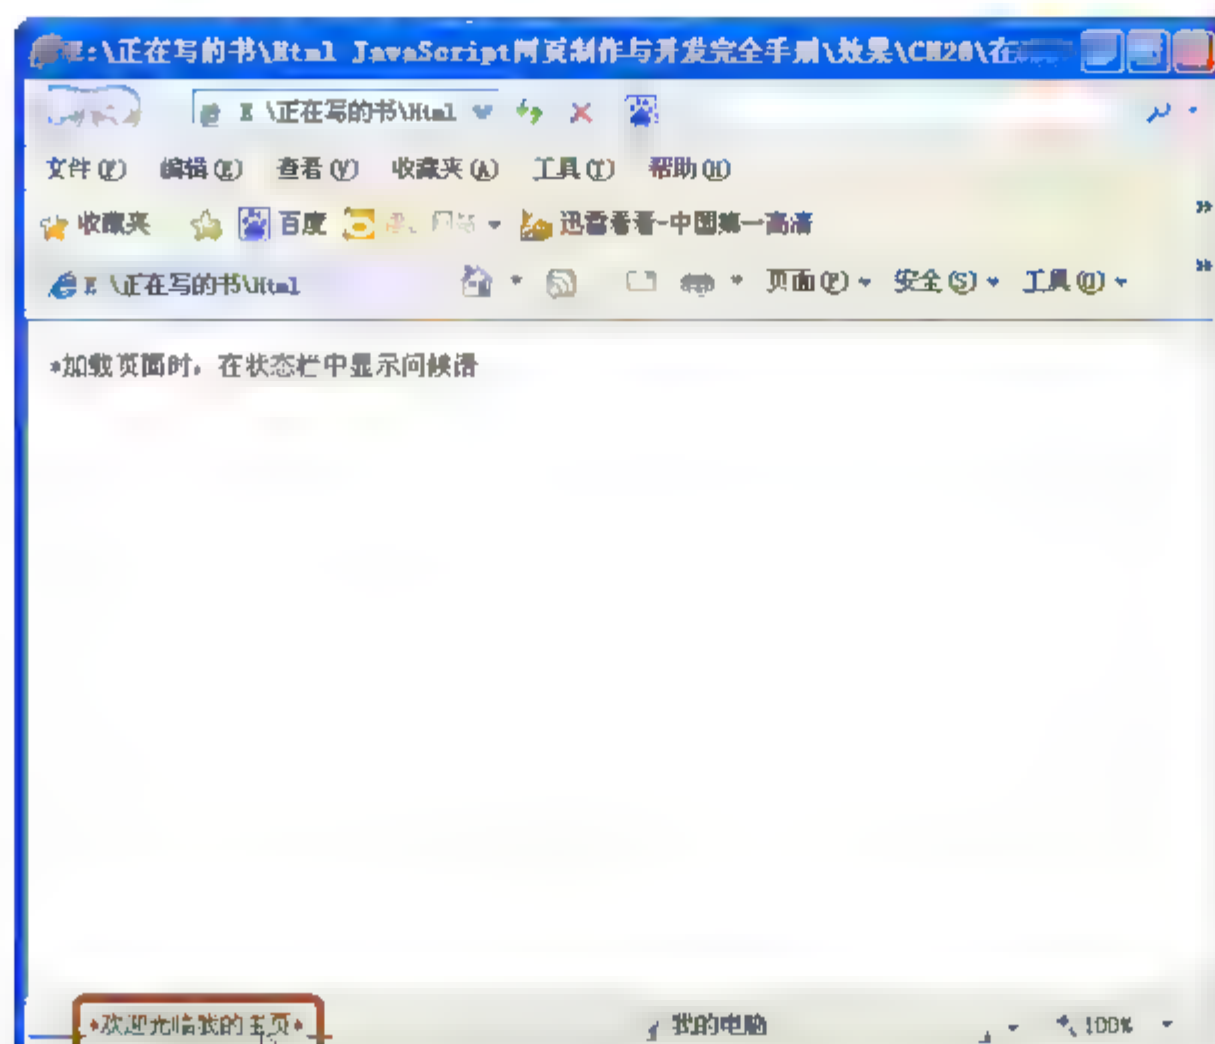 E:\正在写的书\Html JavaScript网页制作与开发完全手册\效果\CH20\在
E \正在写的书\Html
文件(F) 编辑(E) 查看(V) 收藏夹(A) 工具(T) 帮助(H)
收藏夹 百度 迅雷看看-中国第一高清
E \正在写的书\Html 页面(P) 安全(S) 工具(O)
*加载页面时，在状态栏中显示问候语
*欢迎光临我的主页* 我的电脑 100%